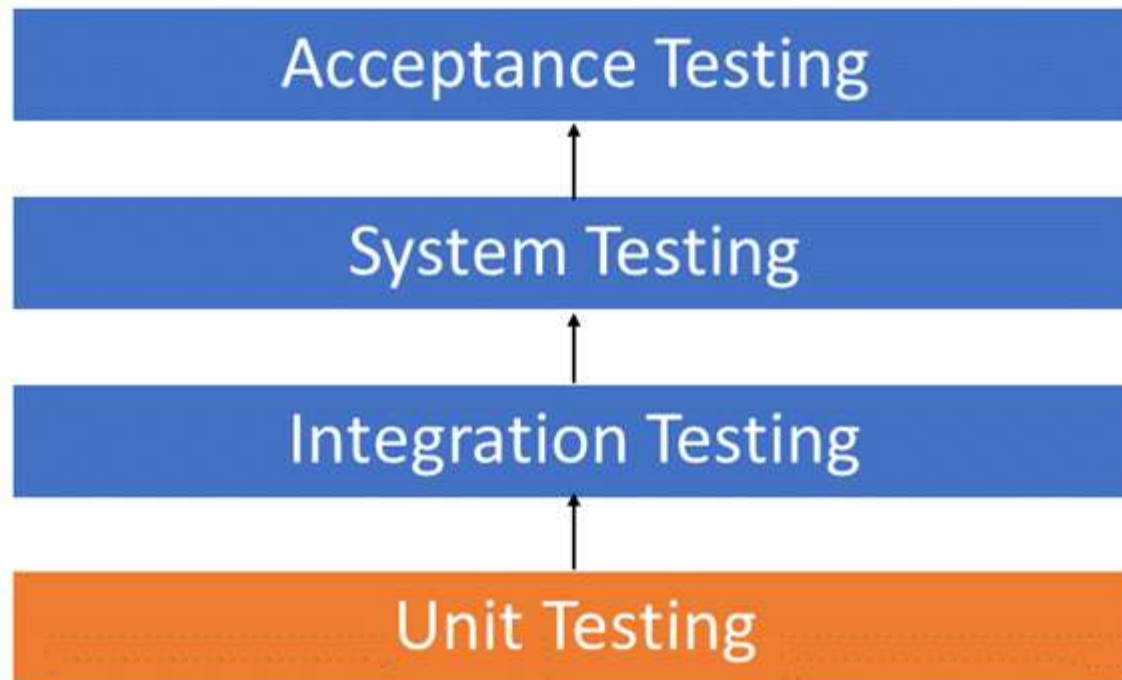 Acceptance Testing
System Testing
Integration Testing
Unit Testing